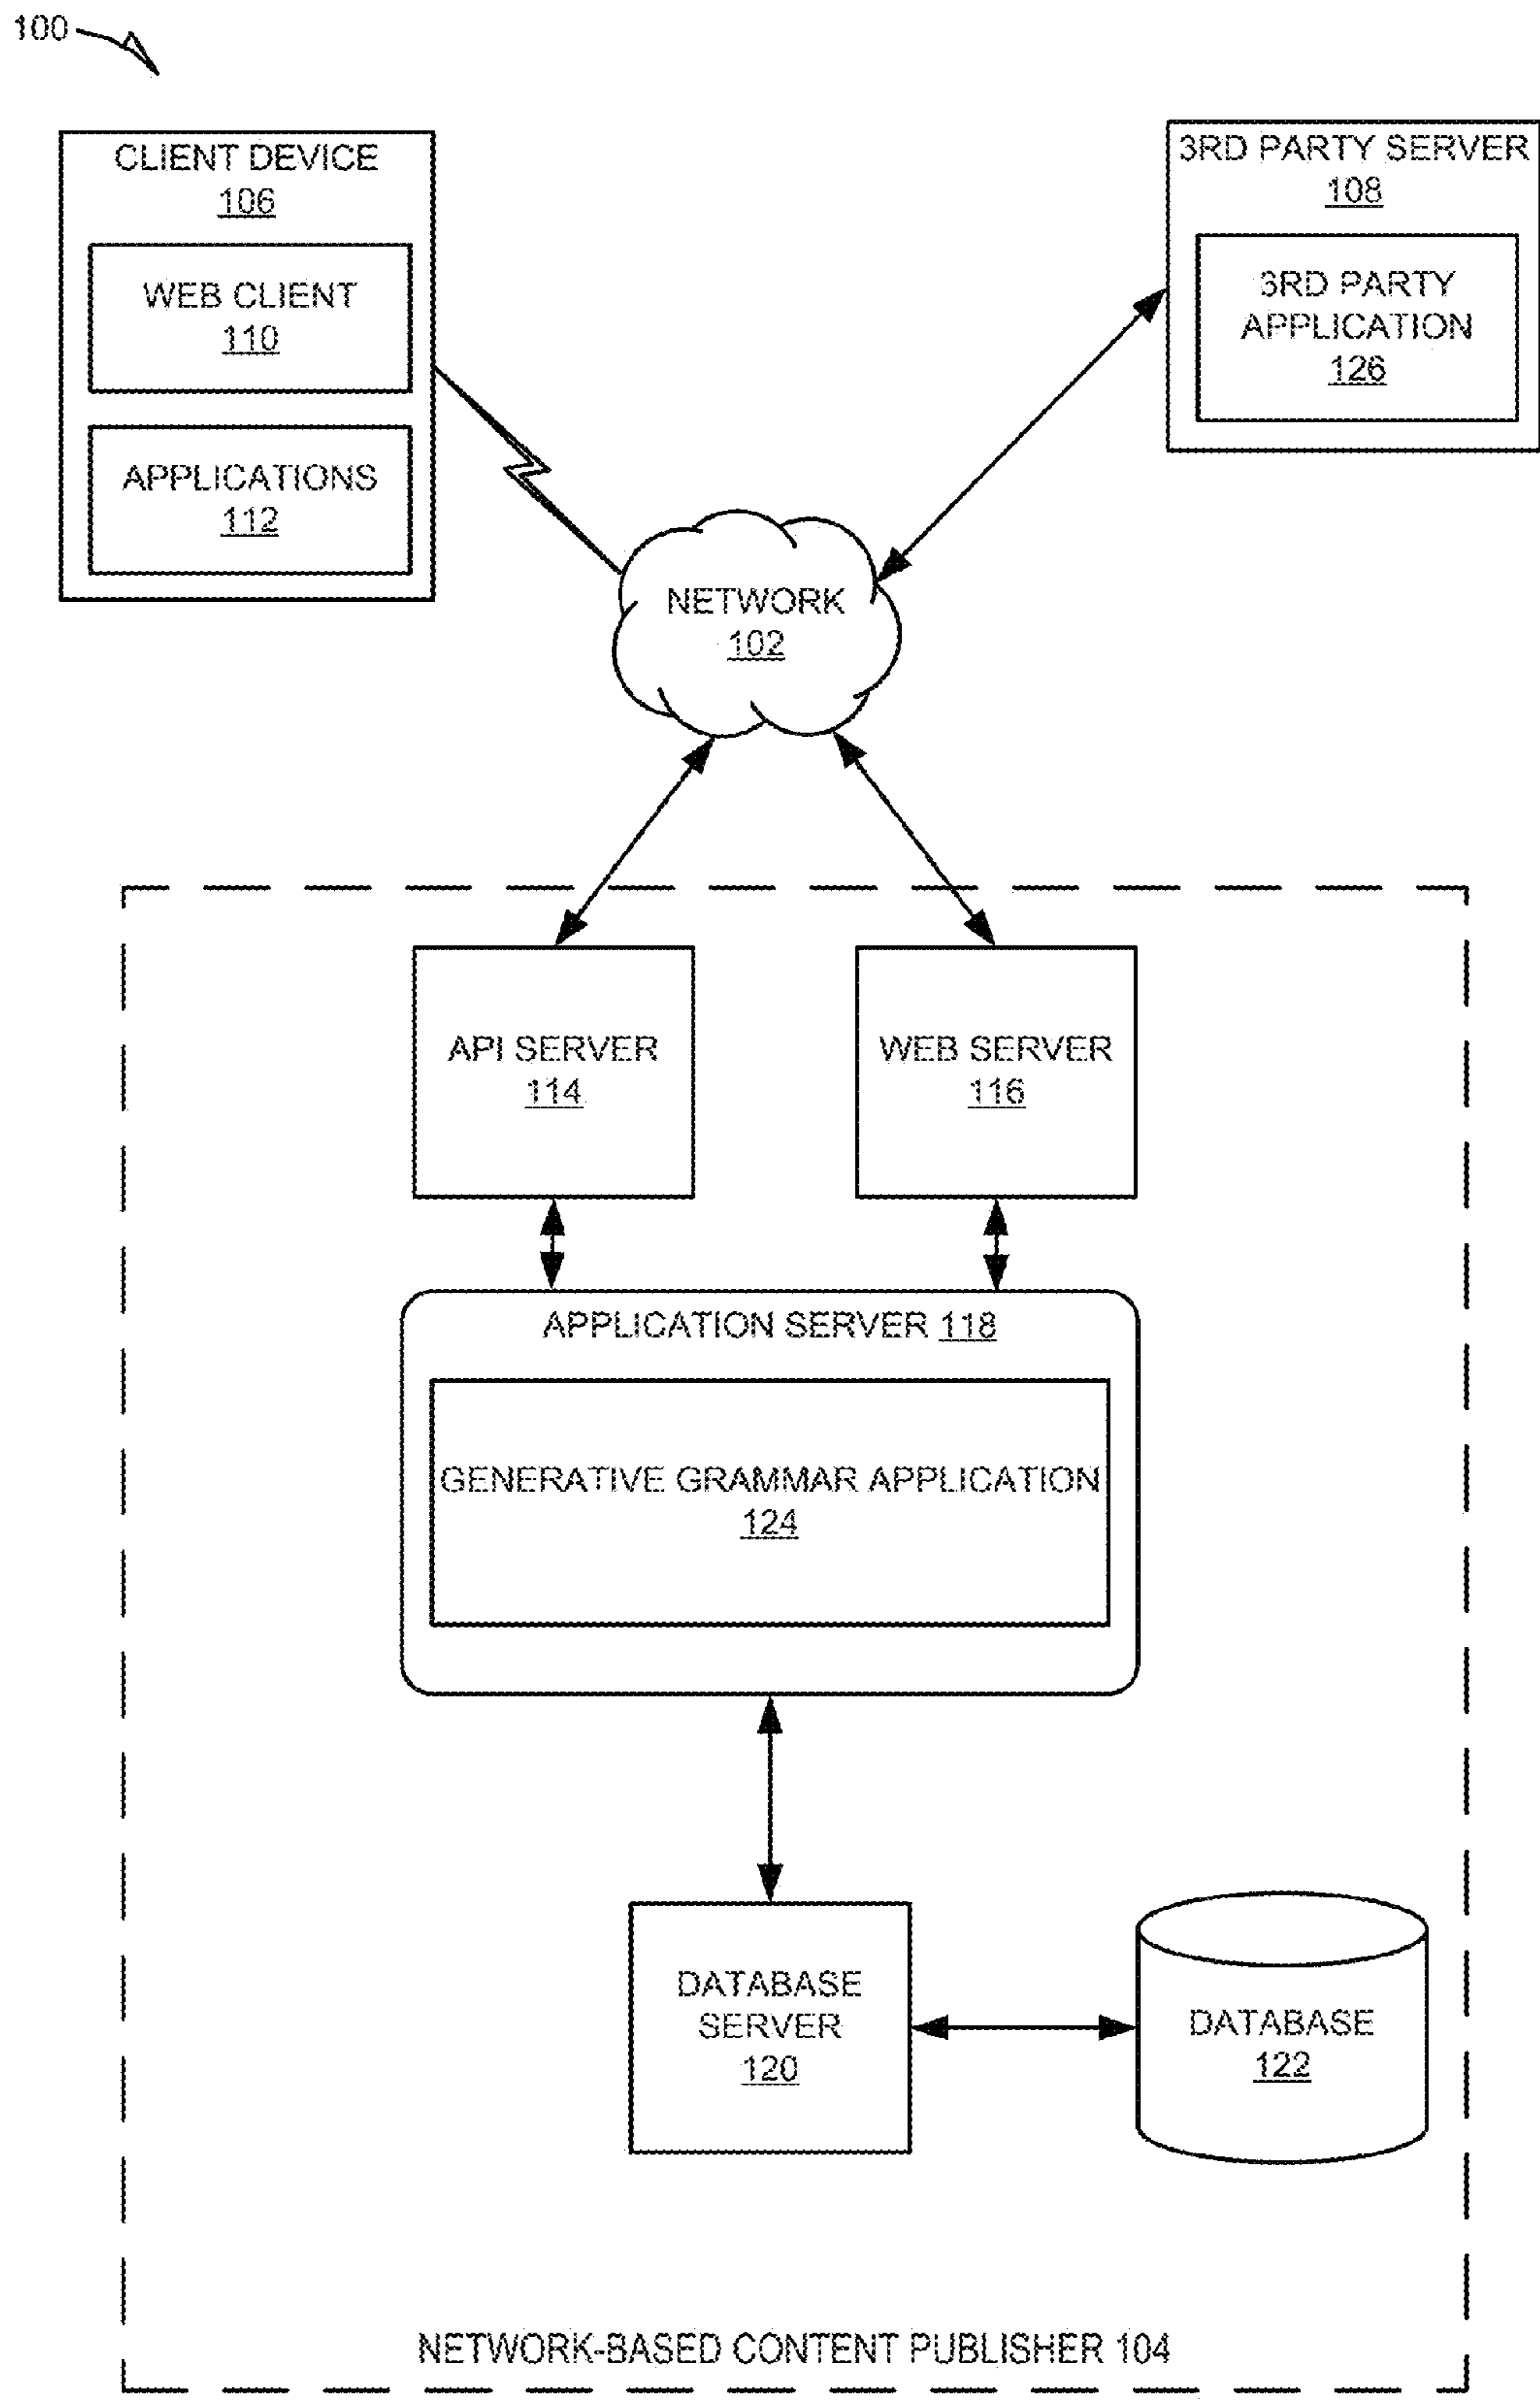 100
CLIENT DEVICE
106
WEB CLIENT
110
APPLICATIONS
112
3RD PARTY SERVER
108
3RD PARTY
APPLICATION
126
NETWORK
102
API SERVER
114
WEB SERVER
116
APPLICATION SERVER 118
GENERATIVE GRAMMAR APPLICATION
124
DATABASE
SERVER
120
DATABASE
122
NETWORK-BASED CONTENT PUBLISHER 104